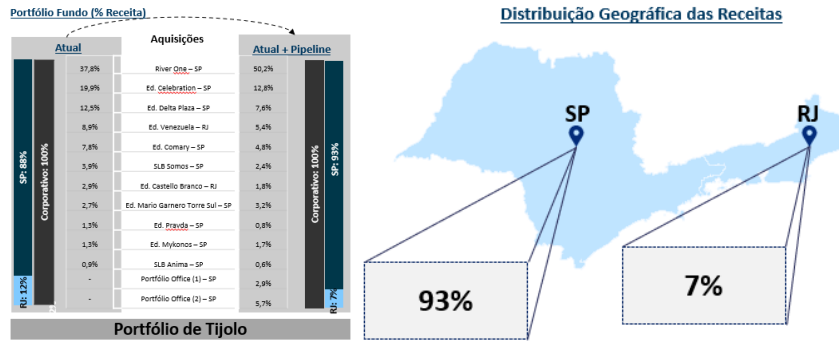 Portfólio Fundo (% Receita)
Distribuição Geográfica das Receitas
Atual
Aquisições
Atual + Pipeline
37,8% River One – SP 50,2%
19,9% Ed. Celebration – SP 12,8%
12,5% Ed. Delta Plaza – SP 7,6%
8,9% Ed. Venezuela – RJ 5,4%
7,8% Ed. Comary – SP 4,8%
3,9% SLB Somos – SP 2,4%
2,9% Ed. Castello Branco – RJ 1,8%
2,7% Ed. Mario Garnero Torre Sul – SP 3,2%
1,3% Ed. Pravda – SP 0,8%
1,3% Ed. Mykonos – SP 1,7%
0,9% SLB Anima – SP 0,6%
- Portfólio Office (1) – SP 2,9%
- Portfólio Office (2) – SP 5,7%
SP: 88%
RJ: 12%
Corporativo: 100%
Corporativo: 100%
SP: 93%
RJ: 7%
Portfólio de Tijolo
SP
RJ
93%
7%